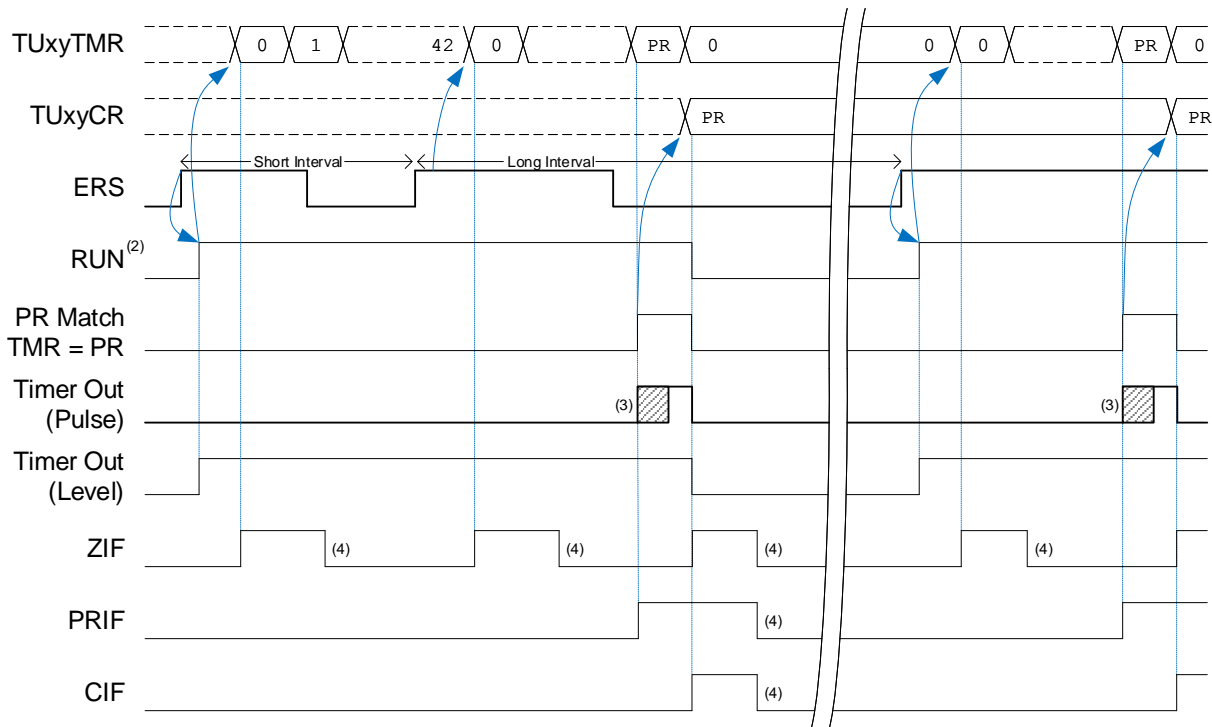 TUxyTMR 0 1 42 0 PR 0 0 0 PR 0
TUxyCR PR PR
Short Interval Long Interval
ERS
RUN(2)
PR Match
TMR = PR
Timer Out
(Pulse) (3) (3)
Timer Out
(Level)
ZIF (4) (4) (4) (4)
PRIF (4)
CIF (4)